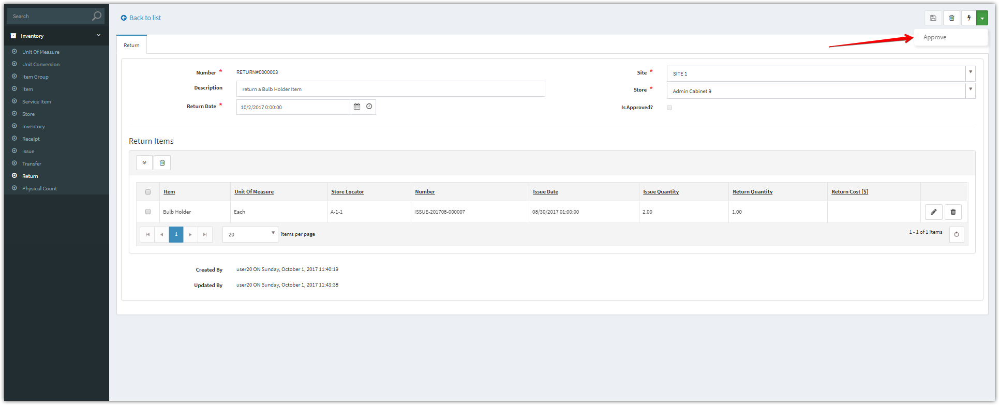 Search
Inventory
Unit Of Measure
Unit Conversion
Item Group
Item
Service Item
Store
Inventory
Receipt
Issue
Transfer
Return
Physical Count
Back to list
Approve
Return
Number * RETURN#0000003
Description return a Bulb Holder Item
Return Date * 10/2/2017 0:00:00
Site * SITE 1
Store * Admin Cabinet 9
Is Approved?
Return Items
Item Unit Of Measure Store Locator Number Issue Date Issue Quantity Return Quantity Return Cost [$]
Bulb Holder Each A-1-1 ISSUE-201708-000007 08/30/2017 01:00:00 2.00 1.00
1 20 items per page 1 - 1 of 1 items
Created By user20 ON Sunday, October 1, 2017 11:40:19
Updated By user20 ON Sunday, October 1, 2017 11:43:38